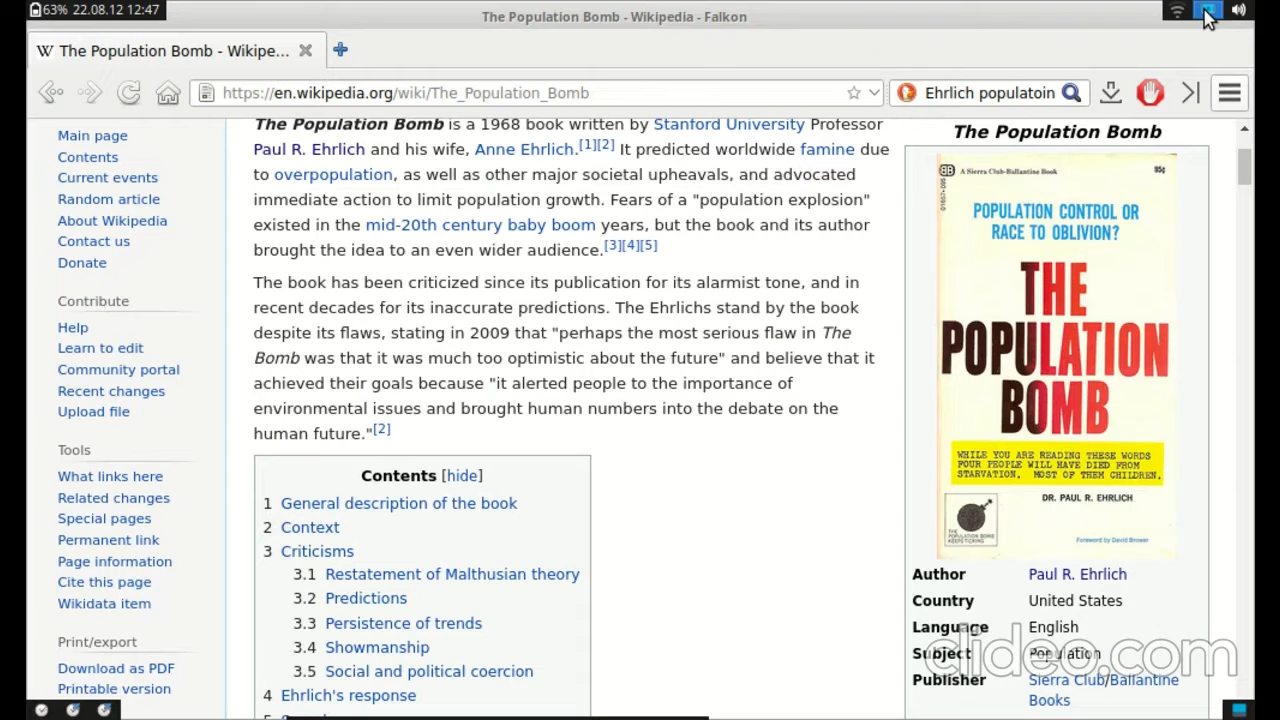 63% 22.08.12 12:47
The Population Bomb - Wikipedia - Falkon
The Population Bomb - Wikipe...
https://en.wikipedia.org/wiki/The_Population_Bomb
Ehrlich populatoin
Main page
Contents
Current events
Random article
About Wikipedia
Contact us
Donate
Contribute
Help
Learn to edit
Community portal
Recent changes
Upload file
Tools
What links here
Related changes
Special pages
Permanent link
Page information
Cite this page
Wikidata item
Print/export
Download as PDF
Printable version
The Population Bomb is a 1968 book written by Stanford University Professor
Paul R. Ehrlich and his wife, Anne Ehrlich.[1][2] It predicted worldwide famine due
to overpopulation, as well as other major societal upheavals, and advocated
immediate action to limit population growth. Fears of a "population explosion"
existed in the mid-20th century baby boom years, but the book and its author
brought the idea to an even wider audience.[3][4][5]
The book has been criticized since its publication for its alarmist tone, and in
recent decades for its inaccurate predictions. The Ehrlichs stand by the book
despite its flaws, stating in 2009 that "perhaps the most serious flaw in The
Bomb was that it was much too optimistic about the future" and believe that it
achieved their goals because "it alerted people to the importance of
environmental issues and brought human numbers into the debate on the
human future."[2]
Contents [hide]
1 General description of the book
2 Context
3 Criticisms
3.1 Restatement of Malthusian theory
3.2 Predictions
3.3 Persistence of trends
3.4 Showmanship
3.5 Social and political coercion
4 Ehrlich's response
The Population Bomb
A Sierra Club-Ballantine Book
95¢
POPULATION CONTROL OR
RACE TO OBLIVION?
THE
POPULATION
BOMB
WHILE YOU ARE READING THESE WORDS
FOUR PEOPLE WILL HAVE DIED FROM
STARVATION. MOST OF THEM CHILDREN.
DR. PAUL R. EHRLICH
THE
POPULATION BOMB
KEEPS TICKING
Foreword by David Brower
Author Paul R. Ehrlich
Country United States
Language English
Subject Population
Publisher Sierra Club/Ballantine
Books
clideo.com